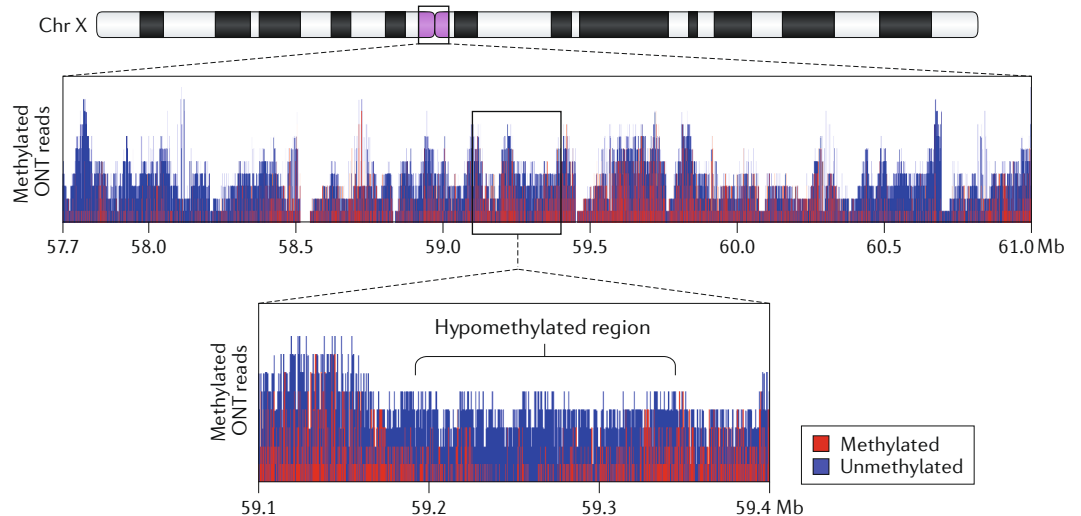 Chr X
Methylated
ONT reads
57.7 58.0 58.5 59.0 59.5 60.0 60.5 61.0 Mb
Hypomethylated region
Methylated
ONT reads
59.1 59.2 59.3 59.4 Mb
Methylated
Unmethylated